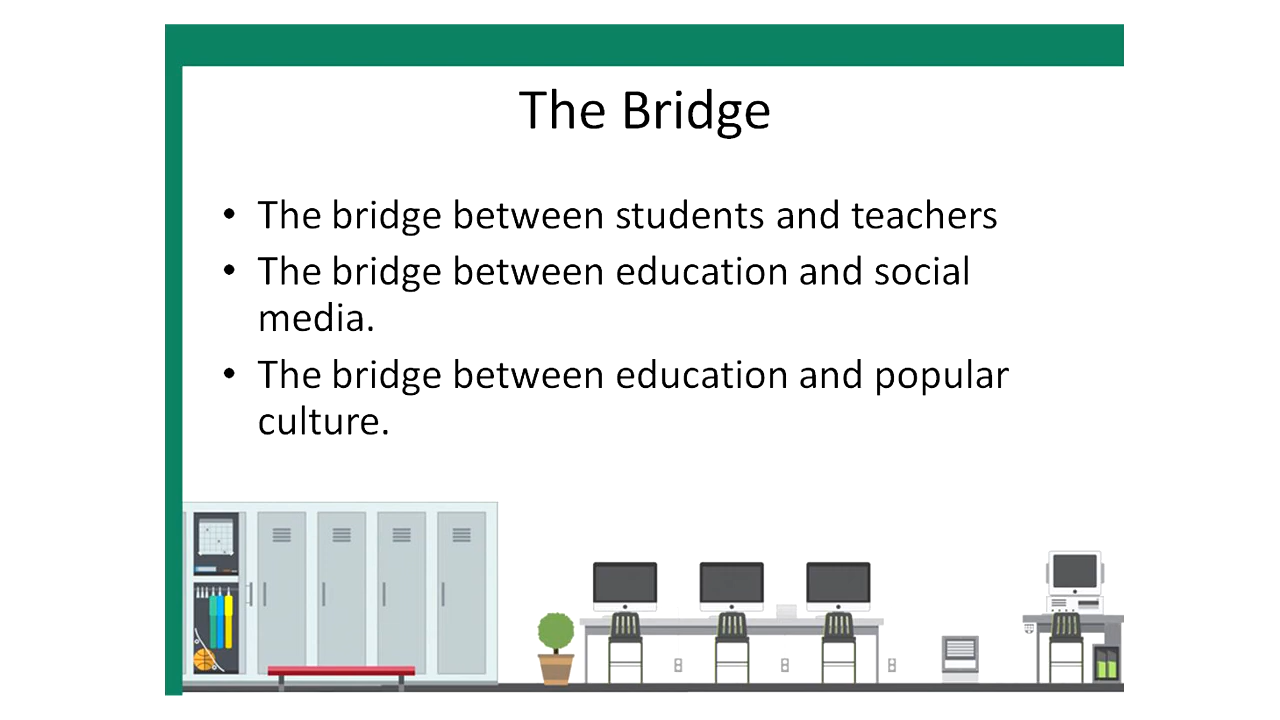 The Bridge
• The bridge between students and teachers
• The bridge between education and social
media.
• The bridge between education and popular
culture.